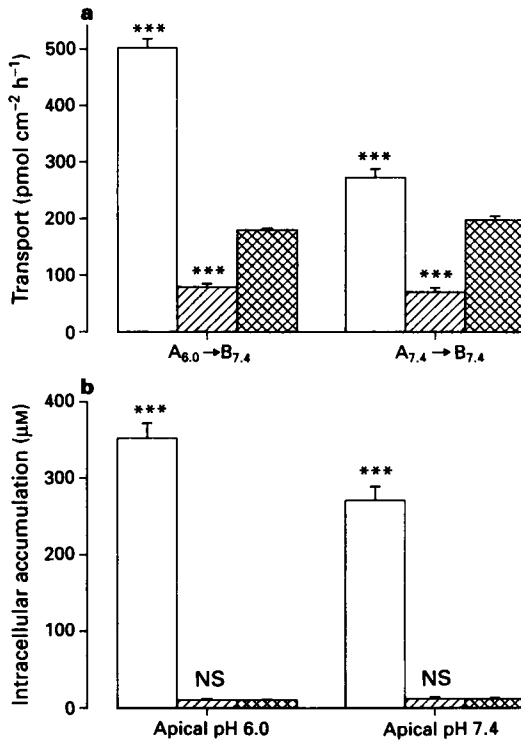 a
Transport (pmol cm⁻² h⁻¹)
500
400
300
200
100
0
***
***
***
***
A₆.₀→B₇.₄
A₇.₄→B₇.₄
b
Intracellular accumulation (μM)
400
300
200
100
0
***
NS
***
NS
Apical pH 6.0
Apical pH 7.4